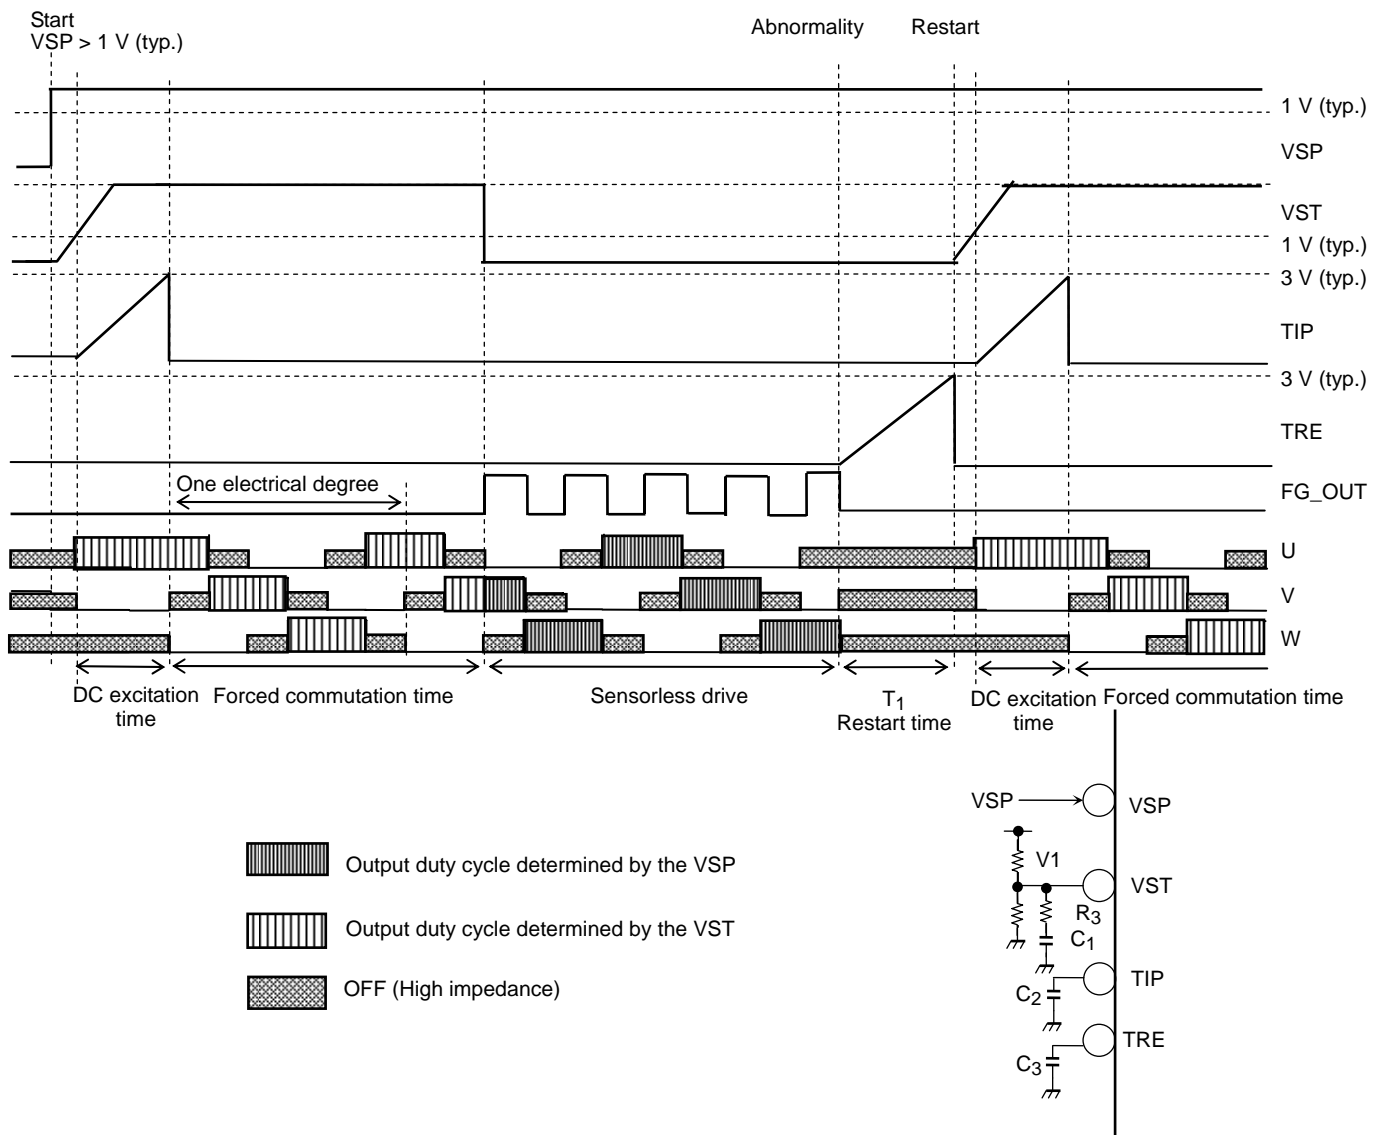 Start
VSP > 1 V (typ.)
Abnormality
Restart
1 V (typ.)
VSP
VST
1 V (typ.)
3 V (typ.)
TIP
3 V (typ.)
TRE
One electrical degree
FG_OUT
U
V
W
DC excitation
time
Forced commutation time
Sensorless drive
T1
Restart time
DC excitation
time
Forced commutation time
VSP
VSP
V1
VST
R3
C1
TIP
C2
TRE
C3
Output duty cycle determined by the VSP
Output duty cycle determined by the VST
OFF (High impedance)